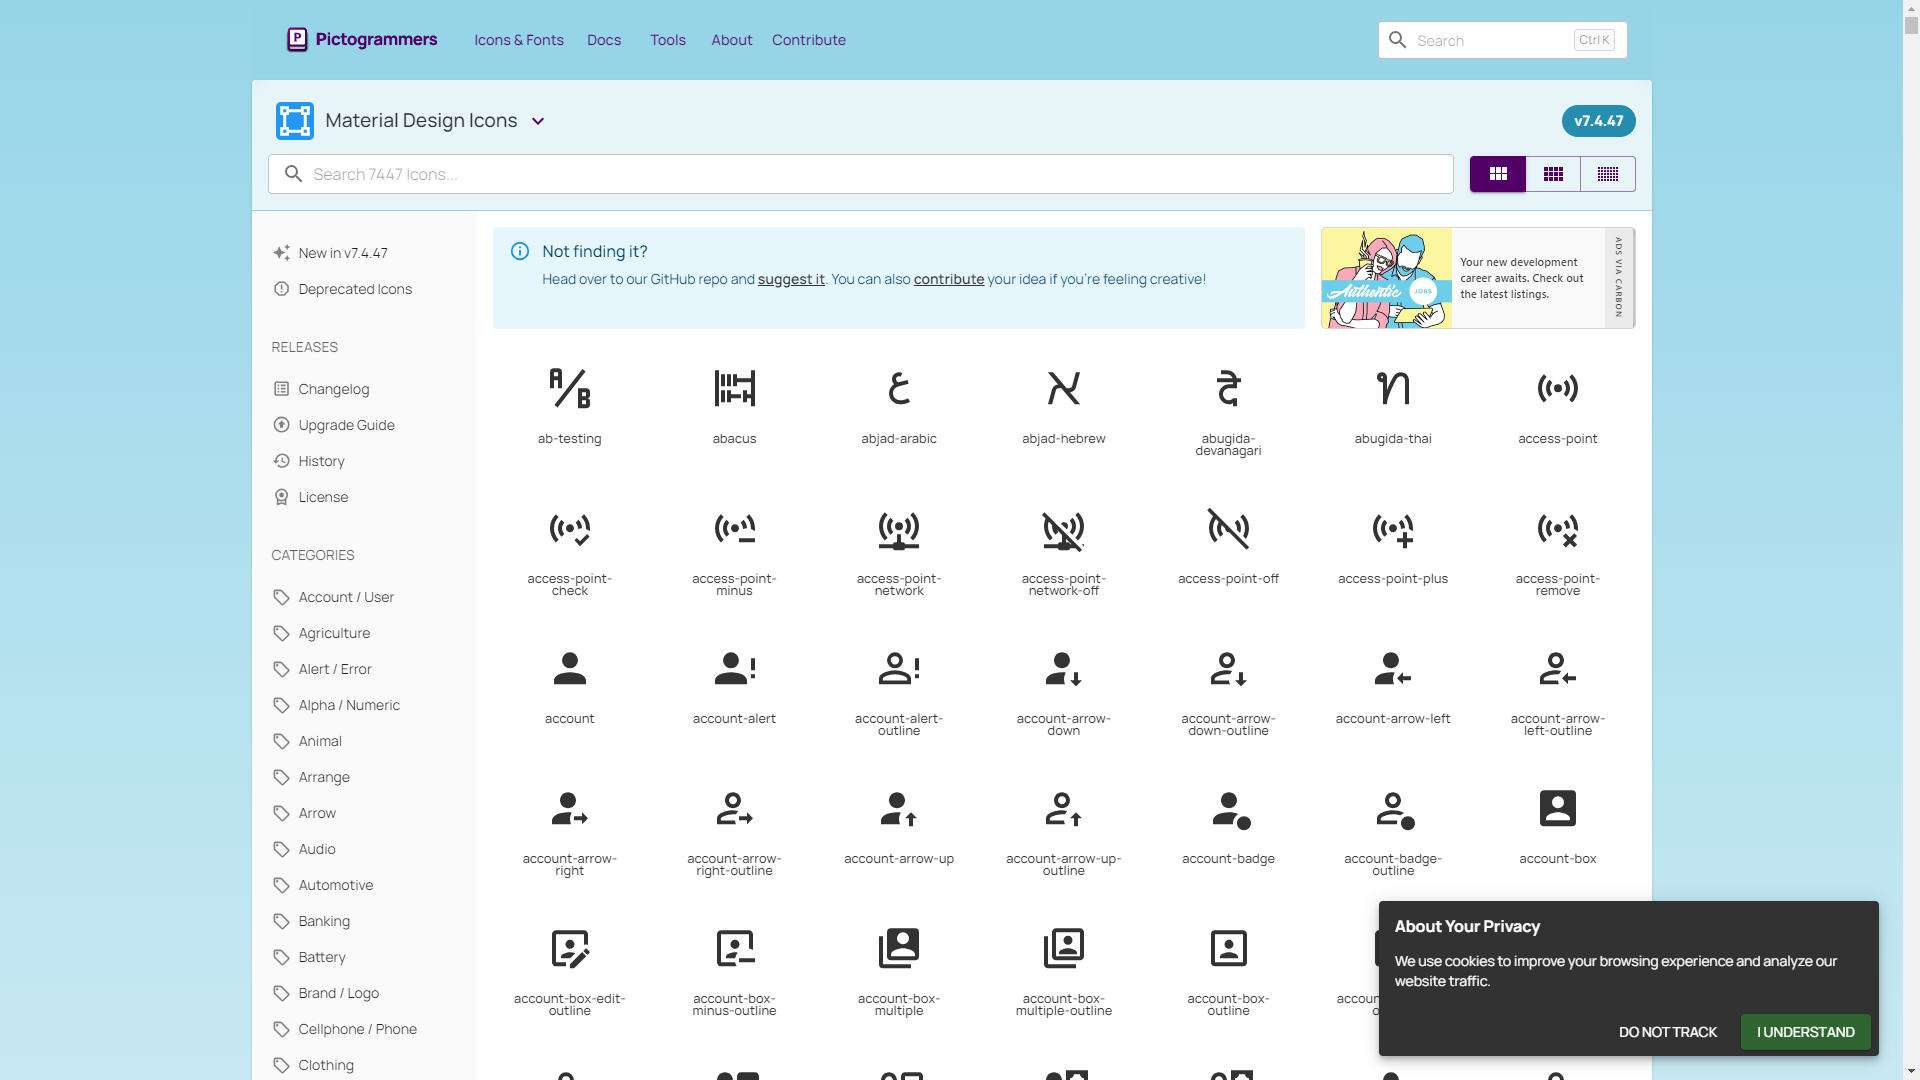 Pictogrammers
Icons & Fonts
Docs
Tools
About
Contribute
Search
Ctrl K
Material Design Icons
v7.4.47
Search 7447 Icons...
New in v7.4.47
Deprecated Icons
RELEASES
Changelog
Upgrade Guide
History
License
CATEGORIES
Account / User
Agriculture
Alert / Error
Alpha / Numeric
Animal
Arrange
Arrow
Audio
Automotive
Banking
Battery
Brand / Logo
Cellphone / Phone
Clothing
Not finding it?
Head over to our GitHub repo and suggest it. You can also contribute your idea if you're feeling creative!
Authentic
JOBS
Your new development
career awaits. Check out
the latest listings.
ADS VIA CARBON
ab-testing
abacus
abjad-arabic
abjad-hebrew
abugida-
devanagari
abugida-thai
access-point
access-point-
check
access-point-
minus
access-point-
network
access-point-
network-off
access-point-off
access-point-plus
access-point-
remove
account
account-alert
account-alert-
outline
account-arrow-
down
account-arrow-
down-outline
account-arrow-left
account-arrow-
left-outline
account-arrow-
right
account-arrow-
right-outline
account-arrow-up
account-arrow-up-
outline
account-badge
account-badge-
outline
account-box
account-box-edit-
outline
account-box-
minus-outline
account-box-
multiple
account-box-
multiple-outline
account-box-
outline
About Your Privacy
We use cookies to improve your browsing experience and analyze our
website traffic.
DO NOT TRACK
I UNDERSTAND